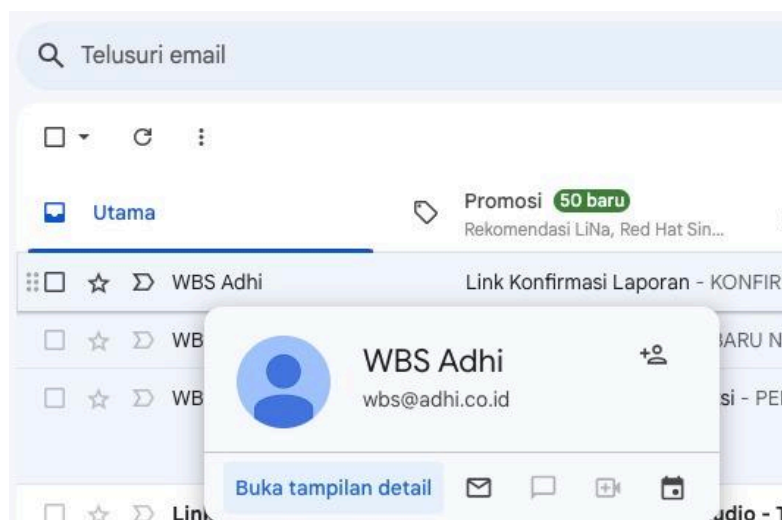 Telusuri email
Utama
Promosi 50 baru
Rekomendasi LiNa, Red Hat Sin...
WBS Adhi Link Konfirmasi Laporan - KONFIR
WB BARU N
WBS Adhi
wbs@adhi.co.id
WB si - PE
Buka tampilan detail
Lin udio - T